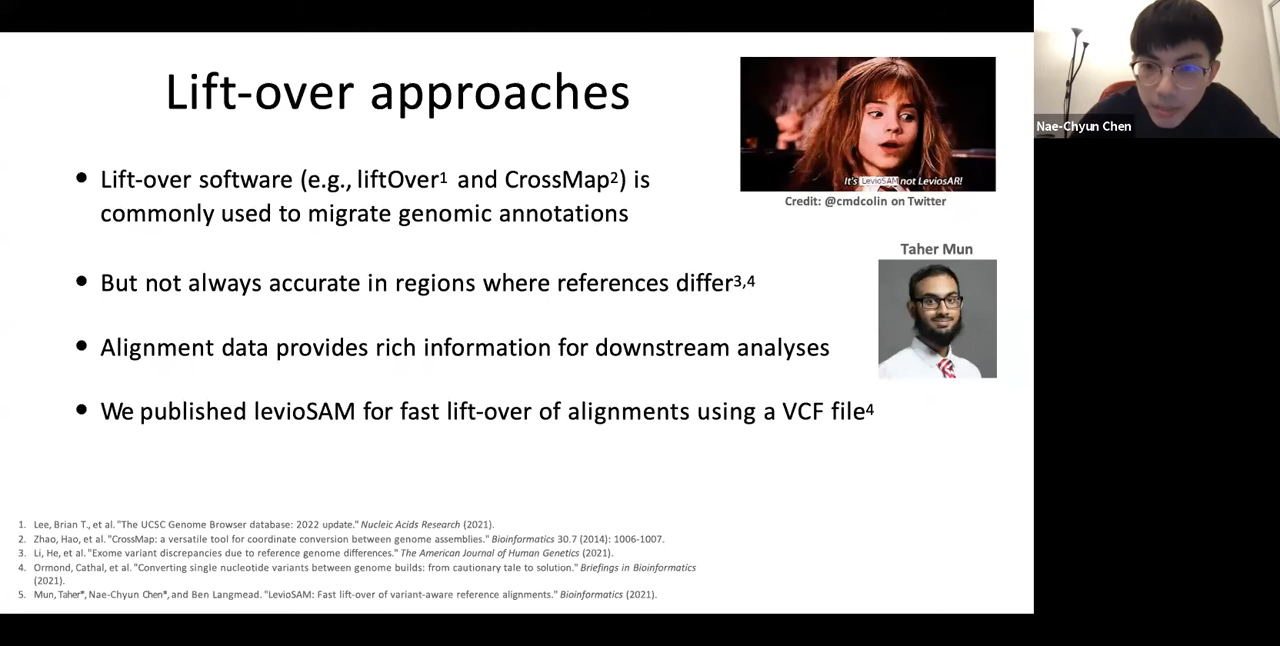 Lift-over approaches
It's LevioSAM not LeviosAR!
Credit: @cmdcolin on Twitter
Nae-Chyun Chen
• Lift-over software (e.g., liftOver1 and CrossMap2) is
commonly used to migrate genomic annotations
Taher Mun
• But not always accurate in regions where references differ3,4
• Alignment data provides rich information for downstream analyses
• We published levioSAM for fast lift-over of alignments using a VCF file4
1. Lee, Brian T., et al. "The UCSC Genome Browser database: 2022 update." Nucleic Acids Research (2021).
2. Zhao, Hao, et al. "CrossMap: a versatile tool for coordinate conversion between genome assemblies." Bioinformatics 30.7 (2014): 1006-1007.
3. Li, He, et al. "Exome variant discrepancies due to reference genome differences." The American Journal of Human Genetics (2021).
4. Ormond, Cathal, et al. "Converting single nucleotide variants between genome builds: from cautionary tale to solution." Briefings in Bioinformatics
(2021).
5. Mun, Taher*, Nae-Chyun Chen*, and Ben Langmead. "LevioSAM: Fast lift-over of variant-aware reference alignments." Bioinformatics (2021).